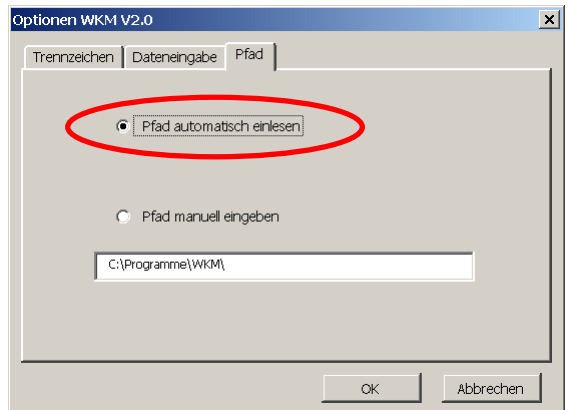 Optionen WKM V2.0
Trennzeichen Dateneingabe Pfad
Pfad automatisch einlesen
Pfad manuell eingeben
C:\Programme\WKM\
OK Abbrechen